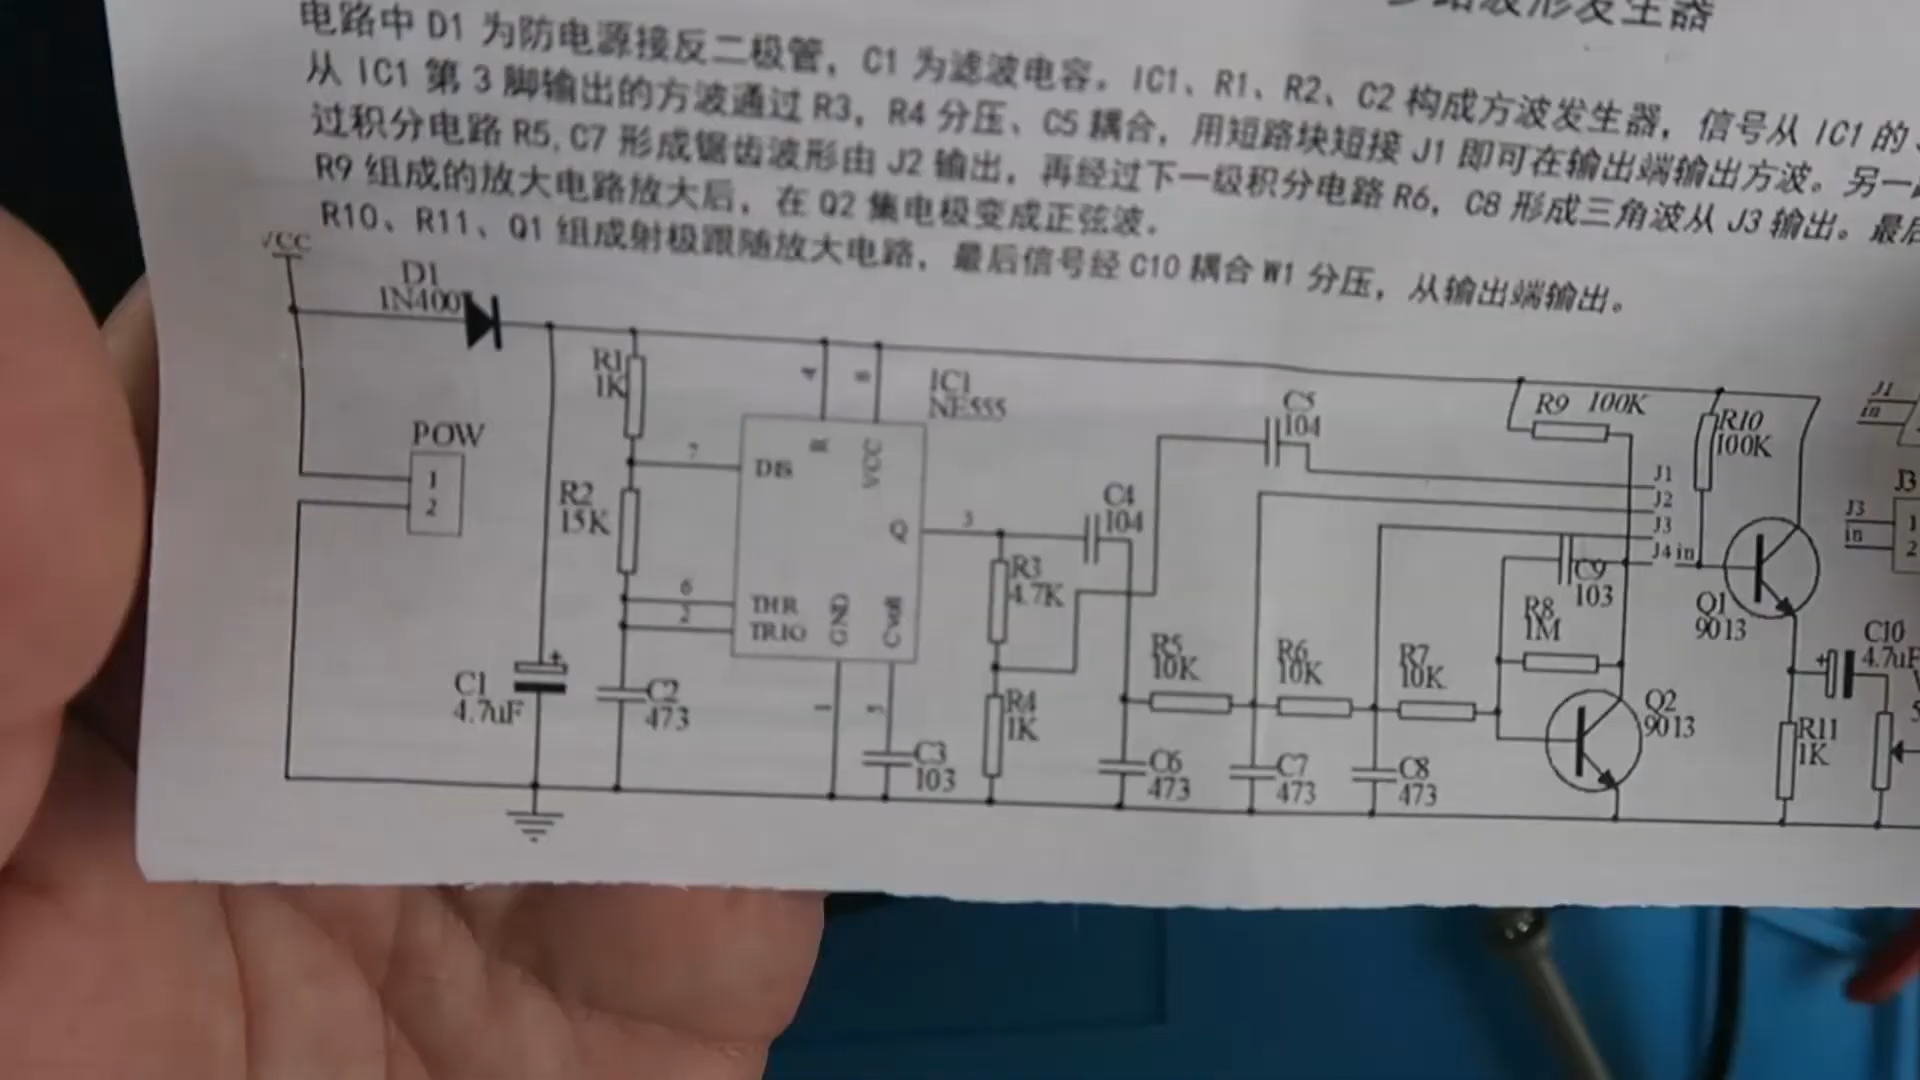 波形发生器
电路中 D1 为防电源接反二极管，C1 为滤波电容，IC1、R1、R2、C2 构成方波发生器，信号从 IC1 的
从 IC1 第 3 脚输出的方波通过 R3，R4 分压、C5 耦合，用短路块短接 J1 即可在输出端输出方波。另一
过积分电路 R5,C7 形成锯齿波形由 J2 输出，再经过下一级积分电路 R6，C8 形成三角波从 J3 输出。最后
R9 组成的放大电路放大后，在 Q2 集电极变成正弦波。
R10、R11、Q1 组成射极跟随放大电路，最后信号经 C10 耦合 W1 分压，从输出端输出。
VCC
D1
1N4007
POW
1
2
R1
1K
R2
15K
C1
4.7uF
C2
473
4
8
IC1
NE555
7
DIS
R
VCC
Q
3
6
2
THR
TRIG
GND
CVolt
1
5
C3
103
R3
4.7K
R4
1K
C4
104
C5
104
R5
10K
R6
10K
R7
10K
C6
473
C7
473
C8
473
R9 100K
R10
100K
J1
J2
J3
J4 in
C9
103
R8
1M
Q2
9013
Q1
9013
C10
4.7uF
R11
1K
J1
in
J3
J3
in
1
2